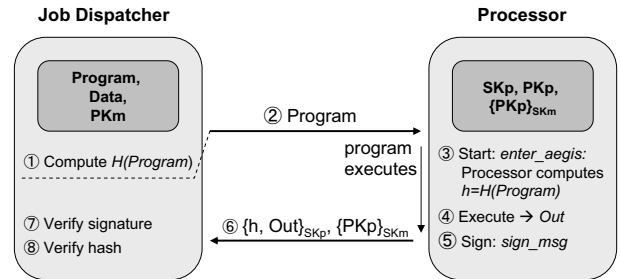 Job Dispatcher
Program,
Data,
PKm
① Compute H(Program)
⑦ Verify signature
⑧ Verify hash
② Program
program
executes
⑥ {h, Out}SKp, {PKp}SKm
Processor
SKp, PKp,
{PKp}SKm
③ Start: enter_aegis:
Processor computes
h=H(Program)
④ Execute → Out
⑤ Sign: sign_msg